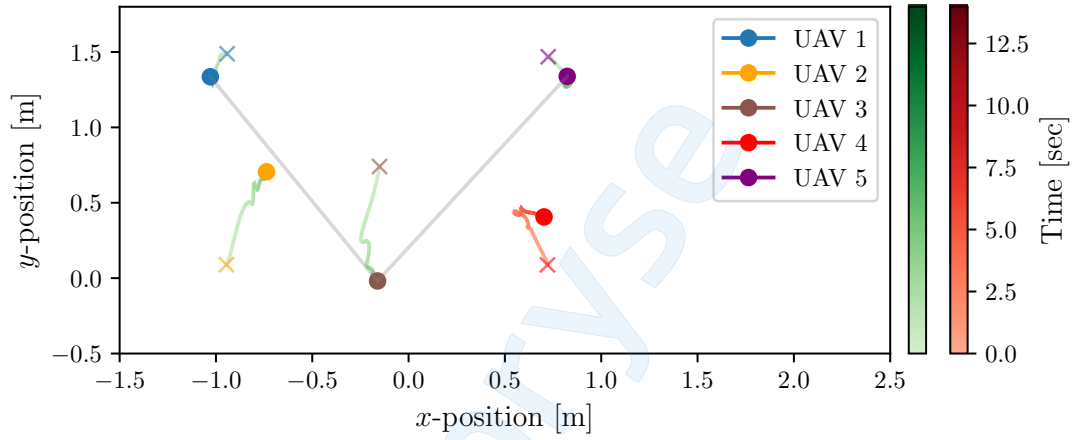 UAV 1
UAV 2
UAV 3
UAV 4
UAV 5
1.5
1.0
0.5
0.0
−0.5
y-position [m]
−1.5 −1.0 −0.5 0.0 0.5 1.0 1.5 2.0 2.5
x-position [m]
12.5
10.0
7.5
5.0
2.5
0.0
Time [sec]